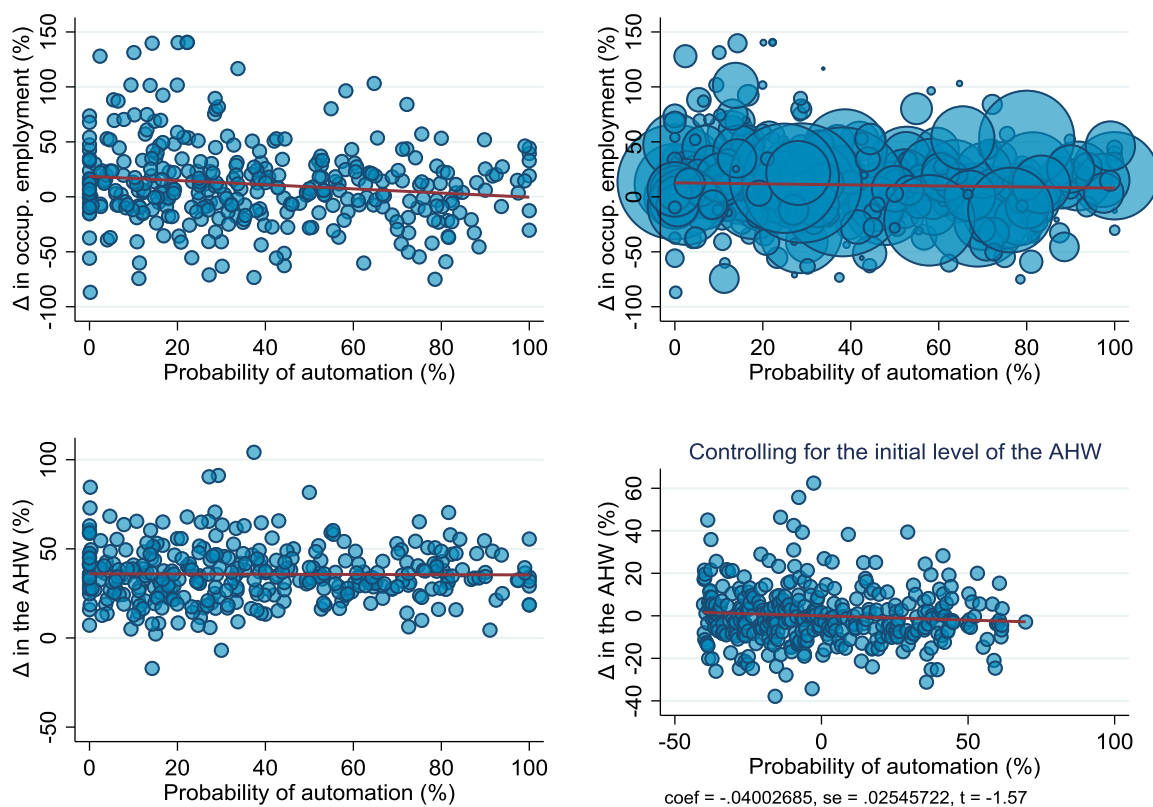 Δ in occup. employment (%)
150
100
50
0
-50
-100
0 20 40 60 80 100
Probability of automation (%)
Δ in occup. employment (%)
150
100
50
0
-50
-100
0 20 40 60 80 100
Probability of automation (%)
Δ in the AHW (%)
100
50
0
-50
0 20 40 60 80 100
Probability of automation (%)
Controlling for the initial level of the AHW
Δ in the AHW (%)
60
40
20
0
-20
-40
-50 0 50 100
Probability of automation (%)
coef = -.04002685, se = .02545722, t = -1.57